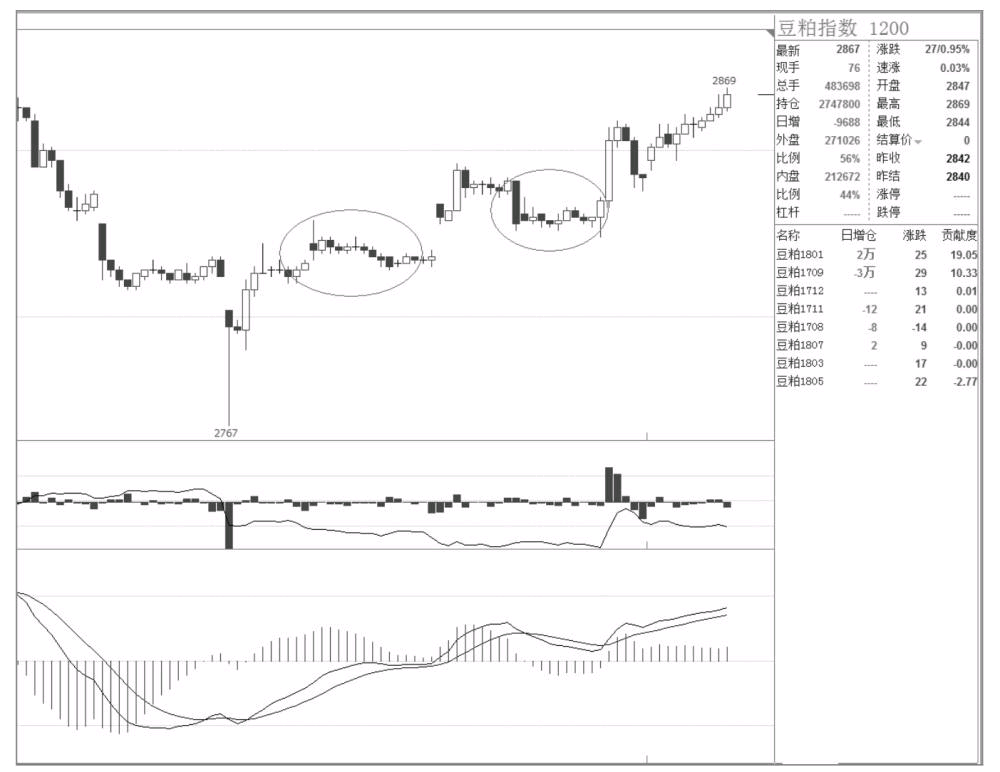 豆粕指数 1200
2869
最新 2867 涨跌 27/0.95%
现手 76 速涨 0.03%
总手 483698 开盘 2847
持仓 2747800 最高 2869
日增 -9688 最低 2844
外盘 271026 结算价 0
比例 56% 昨收 2842
内盘 212672 昨结 2840
比例 44% 涨停 -----
杠杆 ----- 跌停 -----
名称 日增仓 涨跌 贡献度
豆粕1801 2万 25 19.05
豆粕1709 -3万 29 10.33
豆粕1712 ---- 13 0.01
豆粕1711 -12 21 0.00
豆粕1708 -8 -14 0.00
豆粕1807 2 9 -0.00
豆粕1803 ---- 17 -0.00
豆粕1805 ---- 22 -2.77
2767